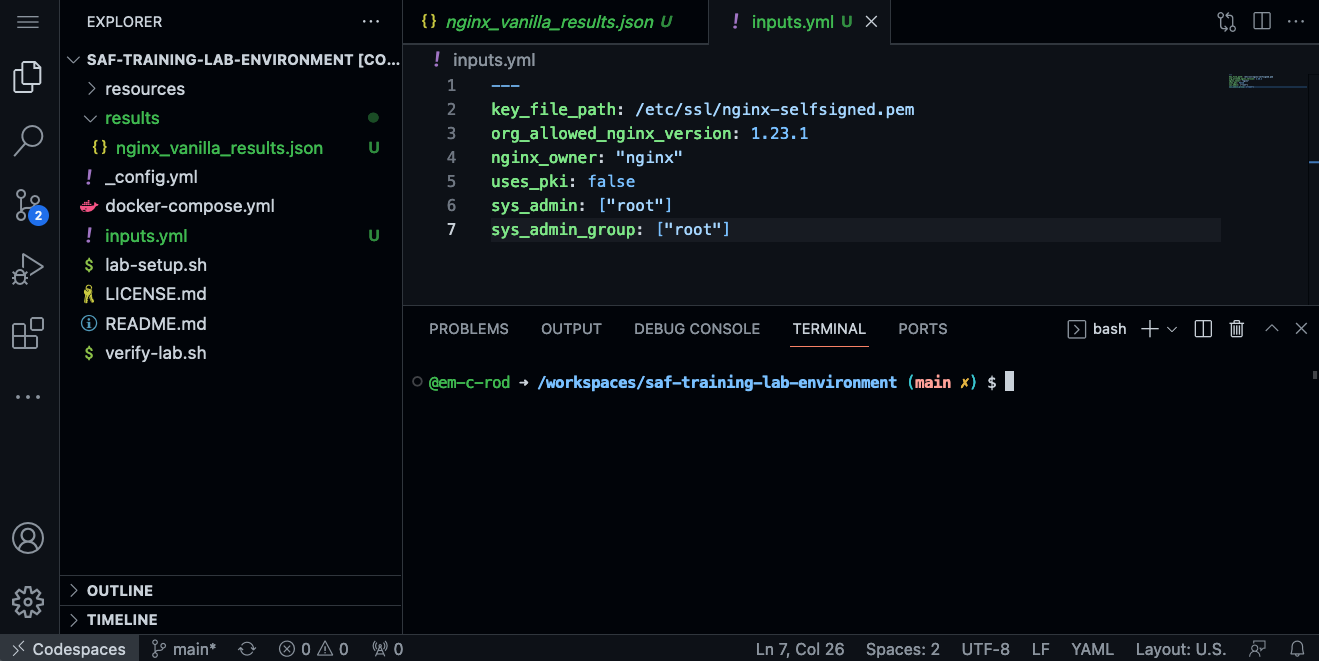 EXPLORER
SAF-TRAINING-LAB-ENVIRONMENT [CO...
resources
results
{} nginx_vanilla_results.json U
! _config.yml
docker-compose.yml
! inputs.yml U
$ lab-setup.sh
LICENSE.md
README.md
$ verify-lab.sh
OUTLINE
TIMELINE
2
{} nginx_vanilla_results.json U
! inputs.yml U
! inputs.yml
1 ---
2 key_file_path: /etc/ssl/nginx-selfsigned.pem
3 org_allowed_nginx_version: 1.23.1
4 nginx_owner: "nginx"
5 uses_pki: false
6 sys_admin: ["root"]
7 sys_admin_group: ["root"]
PROBLEMS OUTPUT DEBUG CONSOLE TERMINAL PORTS bash
@em-c-rod ➜ /workspaces/saf-training-lab-environment (main ✗) $
Codespaces main* 0 0 0 Ln 7, Col 26 Spaces: 2 UTF-8 LF YAML Layout: U.S.